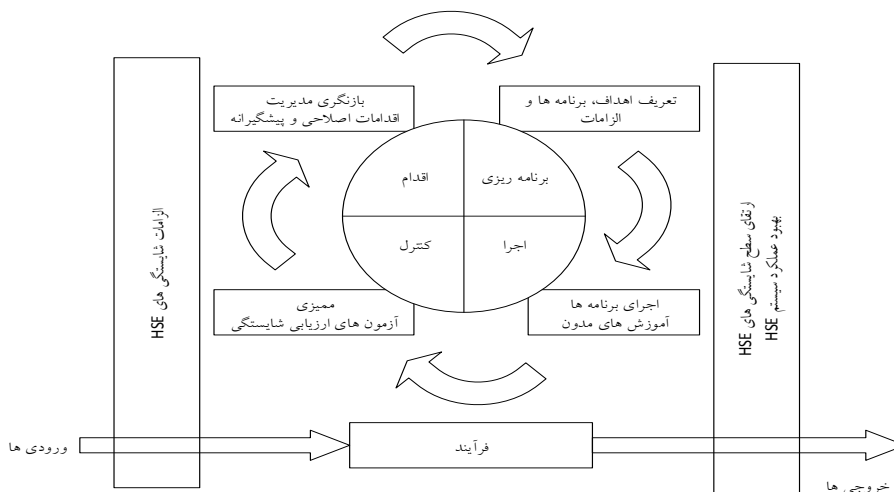 بازنگری مدیریت
اقدامات اصلاحی و پیشگیرانه
تعریف اهداف، برنامه ها و
الزامات
اقدام
برنامه ریزی
کنترل
اجرا
ممیزی
آزمون های ارزیابی شایستگی
اجرای برنامه ها
آموزش های مدون
الزامات شایستگی های HSE
ارتقای سطح شایستگی های HSE
بهبود عملکرد سیستم HSE
ورودی ها
فرآیند
خروجی ها